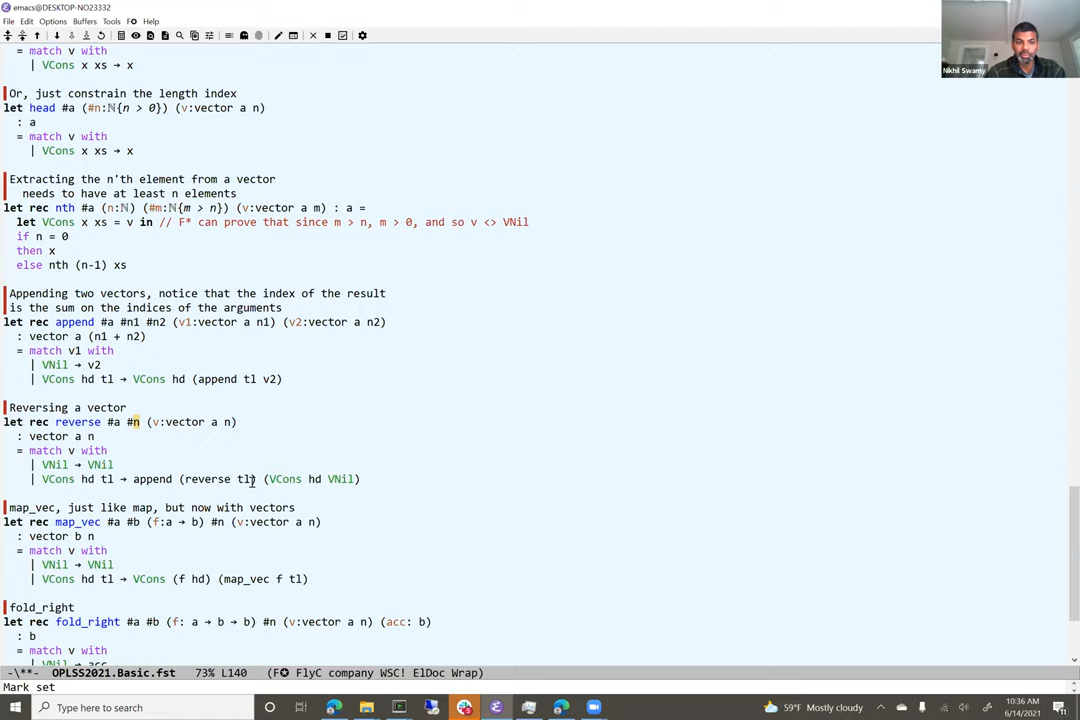 emacs@DESKTOP-NO23332
File Edit Options Buffers Tools F✪ Help
= match v with
| VCons x xs → x
Or, just constrain the length index
let head #a (#n:ℕ{n > 0}) (v:vector a n)
: a
= match v with
| VCons x xs → x
Extracting the n'th element from a vector
needs to have at least n elements
let rec nth #a (n:ℕ) (#m:ℕ{m > n}) (v:vector a m) : a =
let VCons x xs = v in // F* can prove that since m > n, m > 0, and so v <> VNil
if n = 0
then x
else nth (n-1) xs
Appending two vectors, notice that the index of the result
is the sum on the indices of the arguments
let rec append #a #n1 #n2 (v1:vector a n1) (v2:vector a n2)
: vector a (n1 + n2)
= match v1 with
| VNil → v2
| VCons hd tl → VCons hd (append tl v2)
Reversing a vector
let rec reverse #a #n (v:vector a n)
: vector a n
= match v with
| VNil → VNil
| VCons hd tl → append (reverse tl) (VCons hd VNil)
map_vec, just like map, but now with vectors
let rec map_vec #a #b (f:a → b) #n (v:vector a n)
: vector b n
= match v with
| VNil → VNil
| VCons hd tl → VCons (f hd) (map_vec f tl)
fold_right
let rec fold_right #a #b (f: a → b → b) #n (v:vector a n) (acc: b)
: b
= match v with
| VNil → acc
-\**- OPLSS2021.Basic.fst 73% L140 (F✪ FlyC company WSC! ElDoc Wrap)
Mark set
Type here to search
59°F Mostly cloudy
10:36 AM
6/14/2021
Nikhil Swamy